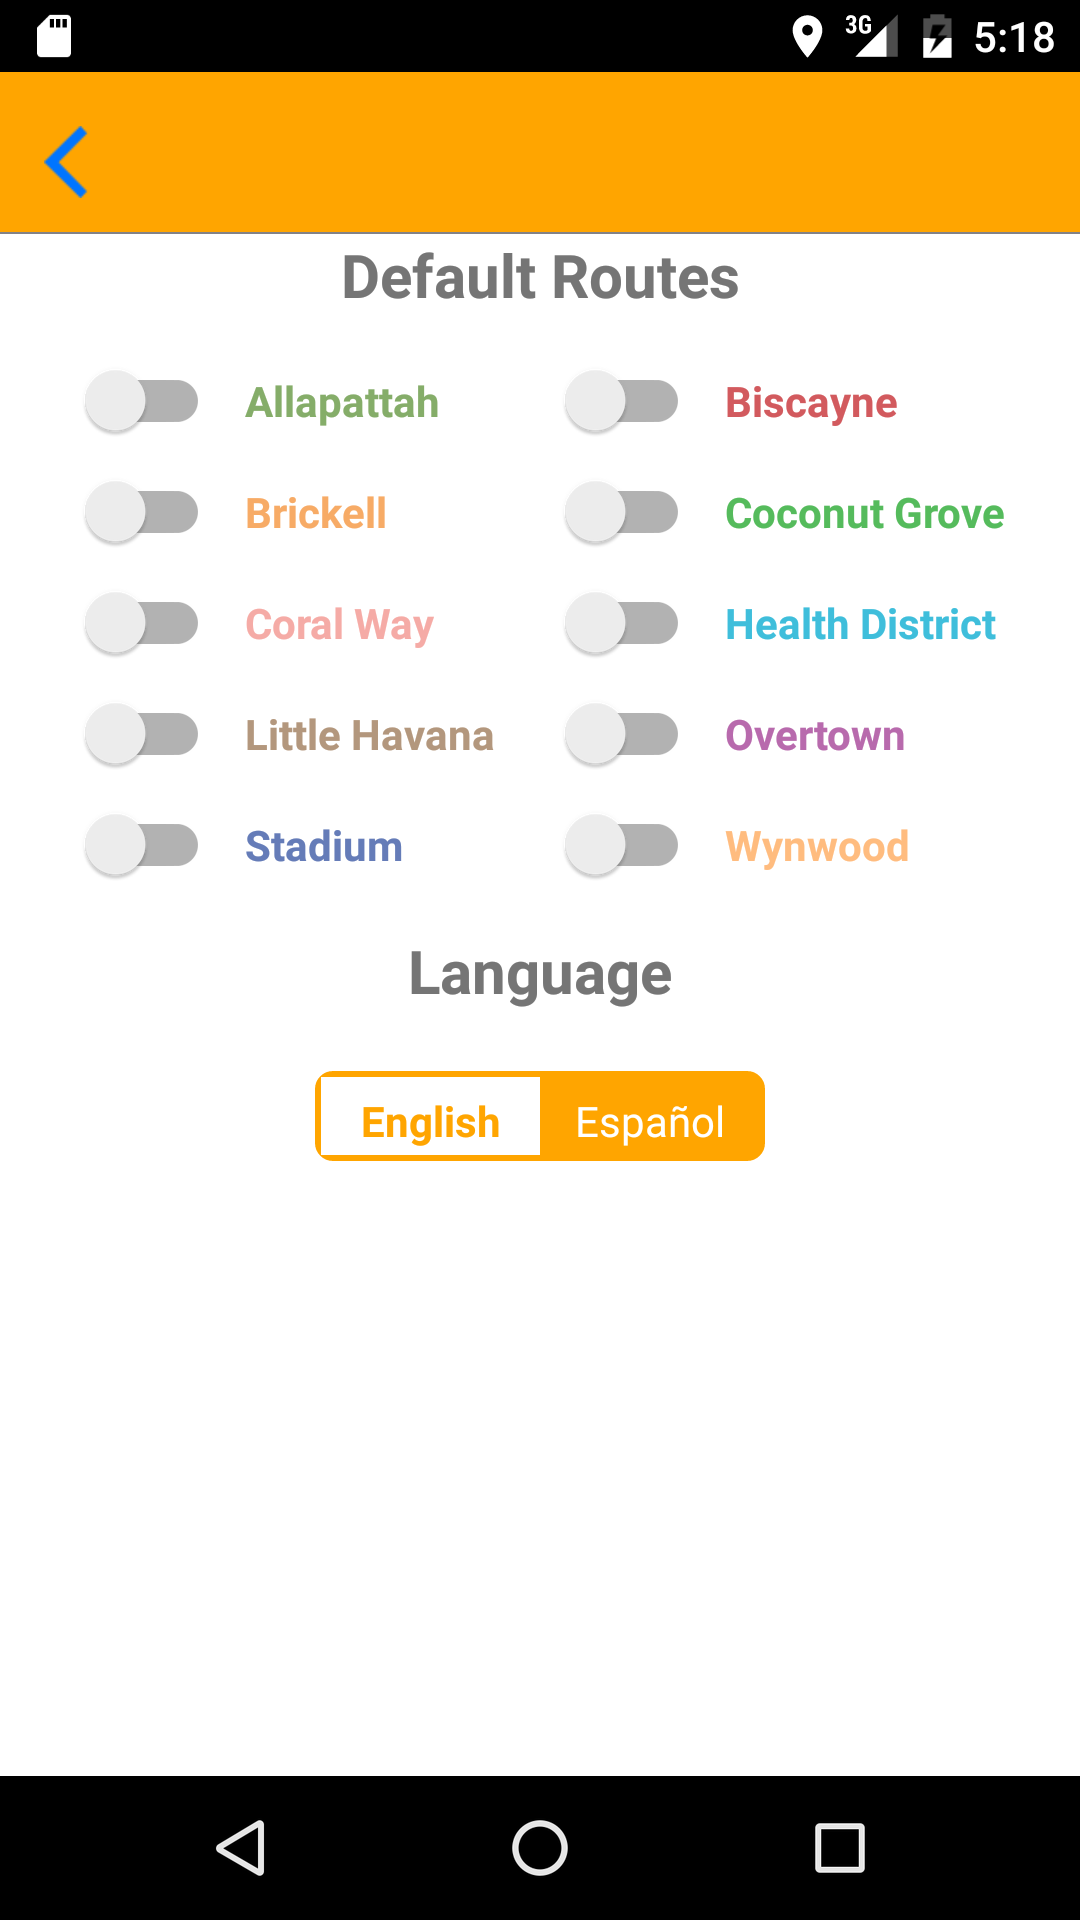 3G 5:18
Default Routes
Allapattah Biscayne
Brickell Coconut Grove
Coral Way Health District
Little Havana Overtown
Stadium Wynwood
Language
English Español